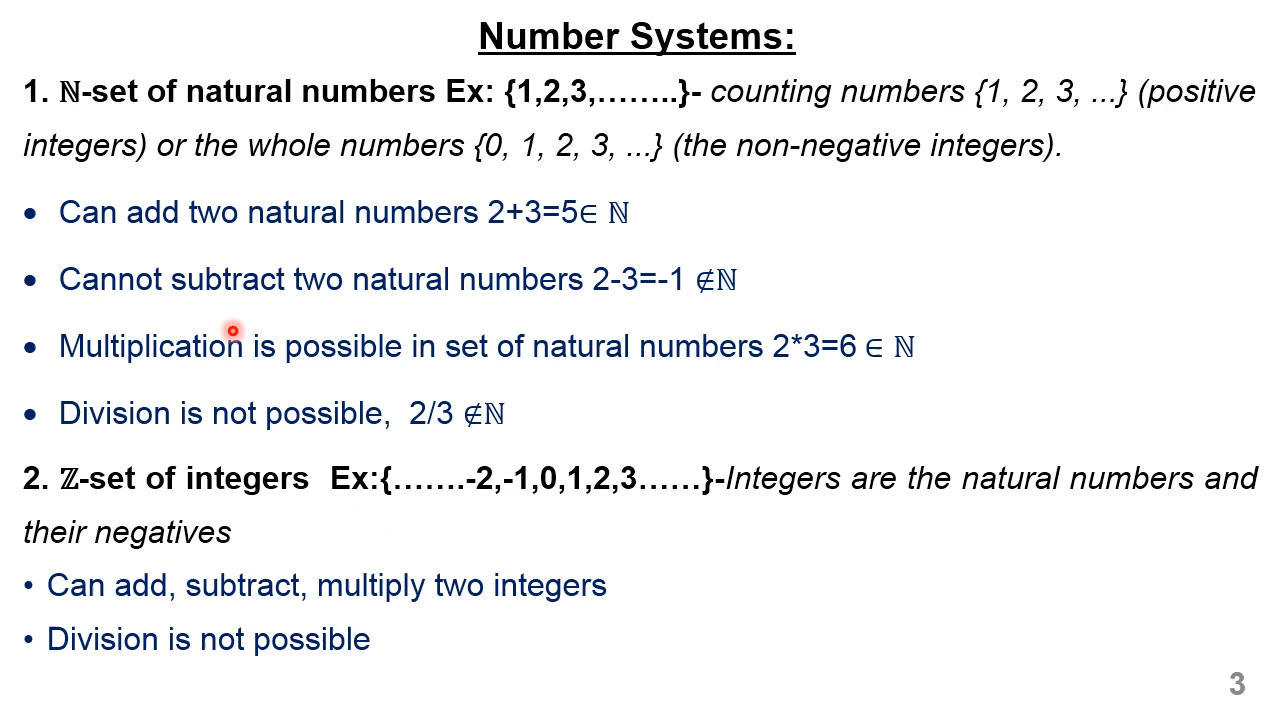 Number Systems:
1. ℕ-set of natural numbers Ex: {1,2,3,……..}- counting numbers {1, 2, 3, ...} (positive
integers) or the whole numbers {0, 1, 2, 3, ...} (the non-negative integers).
• Can add two natural numbers 2+3=5∈ ℕ
• Cannot subtract two natural numbers 2-3=-1 ∉ℕ
• Multiplication is possible in set of natural numbers 2*3=6 ∈ ℕ
• Division is not possible,  2/3 ∉ℕ
2. ℤ-set of integers  Ex:{…….-2,-1,0,1,2,3……}-Integers are the natural numbers and
their negatives
• Can add, subtract, multiply two integers
• Division is not possible
3